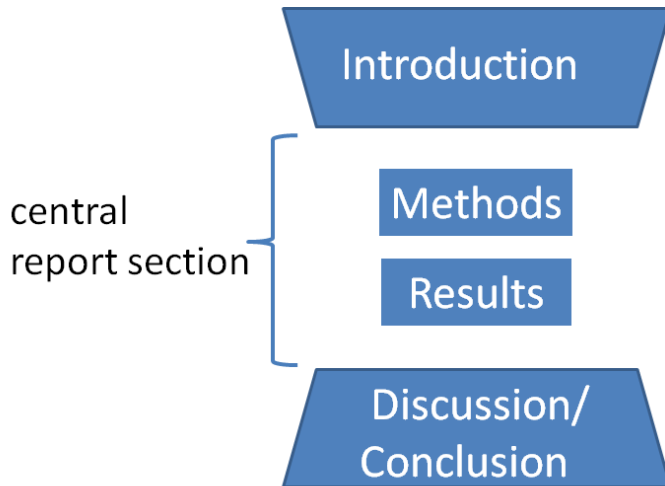 Introduction
central
report section
Methods
Results
Discussion/
Conclusion